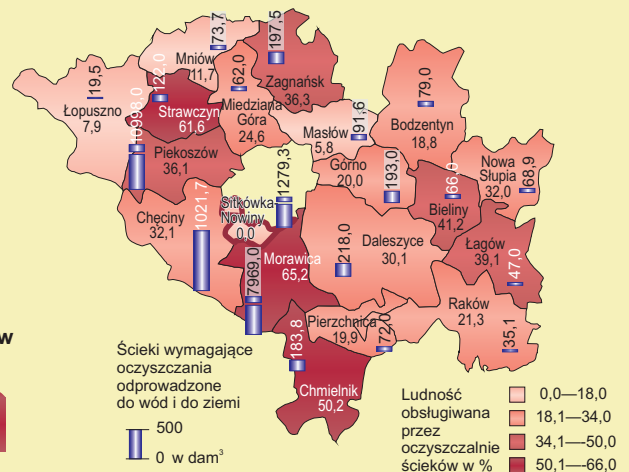 73,7
Mniów
11,7
197,5
Zagnańsk
36,3
19,5
Łopuszno
7,9
122,0
Strawczyn
61,6
62,0
Miedziana
Góra
24,6
79,0
Bodzentyn
18,8
10998,0
Piekoszów
36,1
91,6
Masłów
5,8
1279,3
Górno
20,0
193,0
66,0
Bieliny
41,2
Nowa
Słupia
32,0
68,9
Chęciny
32,1
1021,7
Sitkówka-
Nowiny
0,0
Morawica
65,2
7969,0
218,0
Daleszyce
30,1
Łagów
39,1
47,0
Raków
21,3
35,1
Pierzchnica
19,9
72,0
183,8
Chmielnik
50,2
w
Ścieki wymagające
oczyszczania
odprowadzone
do wód i do ziemi
500
0 w dam³
Ludność
obsługiwana
przez
oczyszczalnie
ścieków w %
0,0—18,0
18,1—34,0
34,1—50,0
50,1—66,0